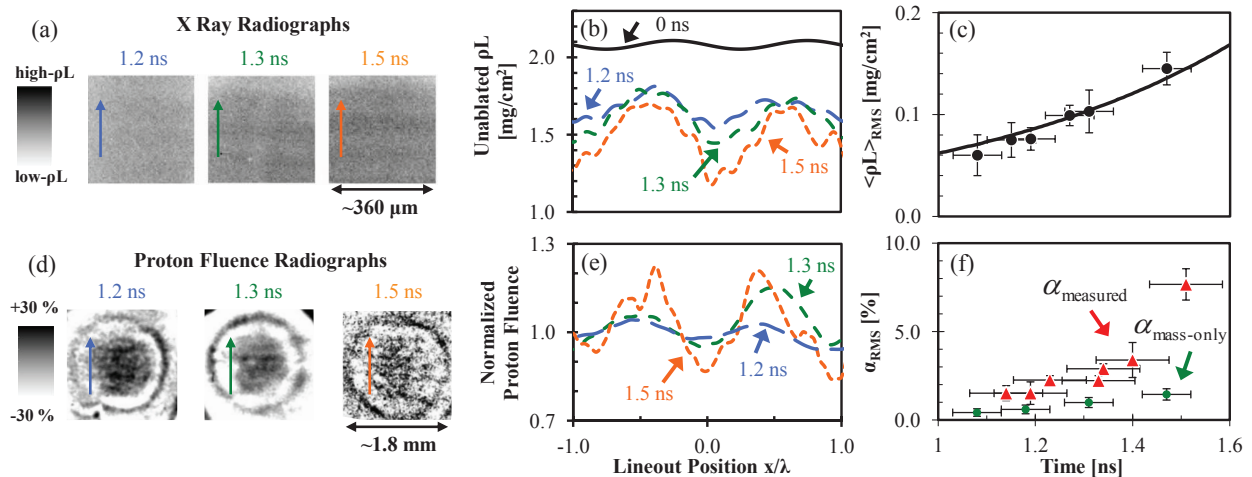 (a)
X Ray Radiographs
1.2 ns
1.3 ns
1.5 ns
high-ρL
low-ρL
~360 μm
(b)
0 ns
1.2 ns
1.3 ns
1.5 ns
Unablated ρL
[mg/cm²]
2.0
1.5
1.0
(c)
<ρL>RMS [mg/cm²]
0.2
0.1
0.0
(d)
Proton Fluence Radiographs
1.2 ns
1.3 ns
1.5 ns
+30 %
-30 %
~1.8 mm
(e)
1.3 ns
1.2 ns
1.5 ns
Normalized
Proton Fluence
1.3
1.0
0.7
-1.0
0.0
1.0
Lineout Position x/λ
(f)
αmeasured
αmass-only
αRMS [%]
10.0
5.0
0.0
1
1.2
1.4
1.6
Time [ns]